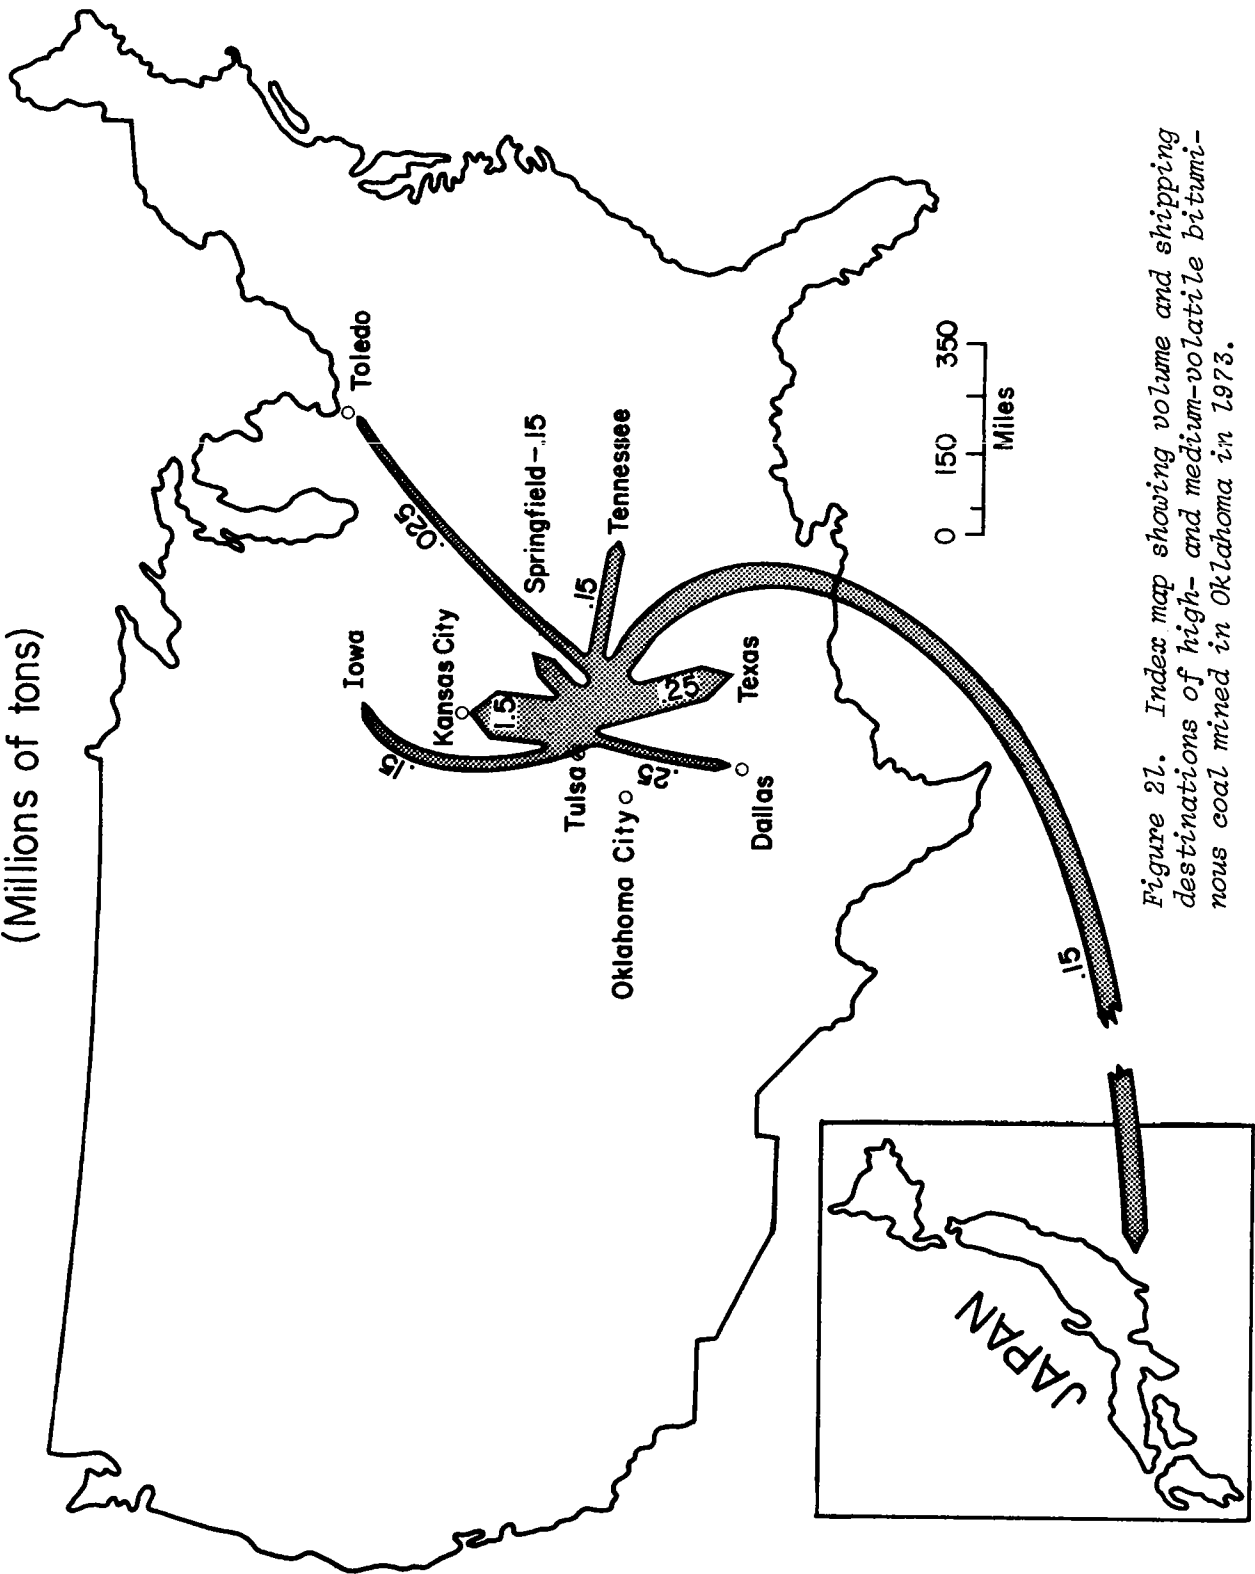 (Millions of tons)
Toledo
.025
Springfield-.15
Iowa
.15
Kansas City
1.5
.15
Tennessee
Tulsa
Oklahoma City
.25
Dallas
.25
Texas
0 150 350
Miles
.15
JAPAN
Figure 21. Index map showing volume and shipping
destinations of high- and medium-volatile bitumi-
nous coal mined in Oklahoma in 1973.